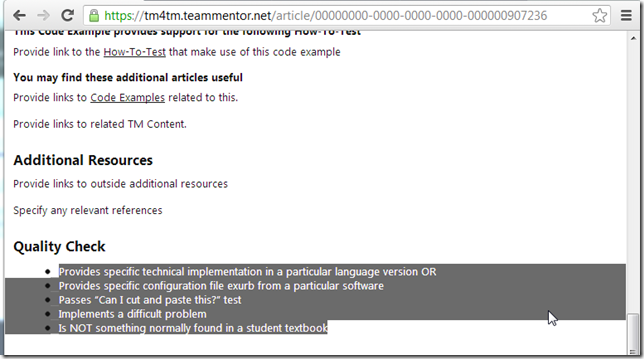 https://tm4tm.teammentor.net/article/00000000-0000-0000-0000-000000907236
This Code Example provides support for the following How-To-Test
Provide link to the How-To-Test that make use of this code example
You may find these additional articles useful
Provide links to Code Examples related to this.
Provide links to related TM Content.
Additional Resources
Provide links to outside additional resources
Specify any relevant references
Quality Check
Provides specific technical implementation in a particular language version OR
Provides specific configuration file exurb from a particular software
Passes “Can I cut and paste this?” test
Implements a difficult problem
Is NOT something normally found in a student textbook